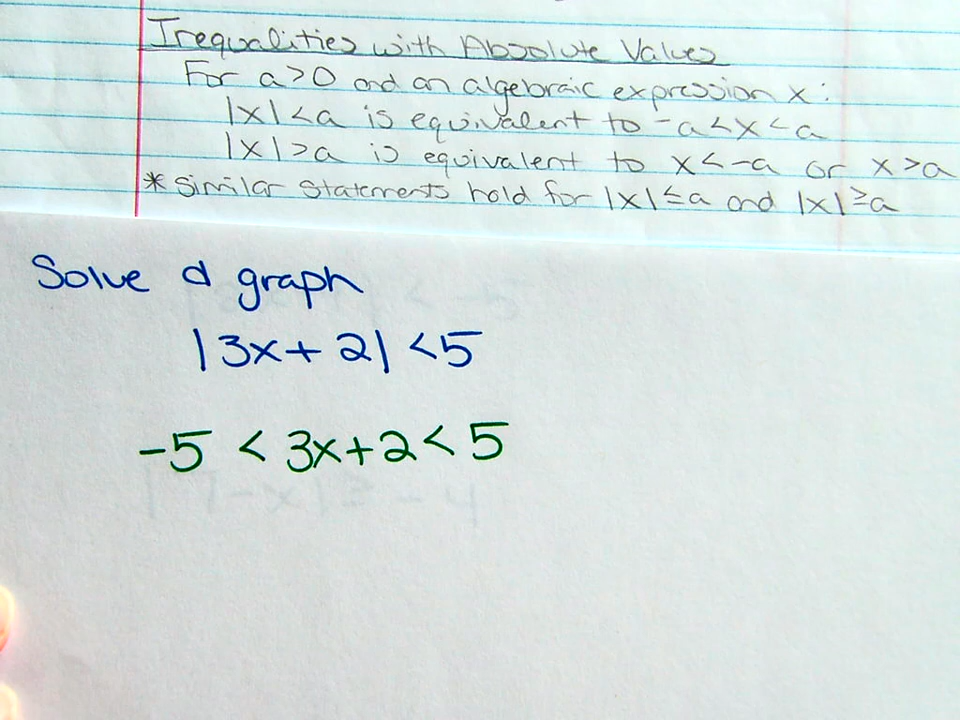 Inequalities with Absolute Values
For a>0 and an algebraic expression x:
|x|<a is equivalent to -a<x<a
|x|>a is equivalent to x<-a or x>a
* Similar statements hold for |x|≤a and |x|≥a
Solve & graph
|3x+2|<5
-5<3x+2<5